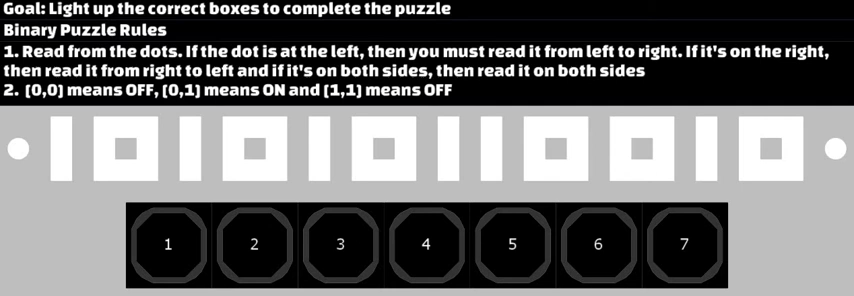 Goal: Light up the correct boxes to complete the puzzle
Binary Puzzle Rules
1. Read from the dots. If the dot is at the left, then you must read it from left to right. If it's on the right,
then read it from right to left and if it's on both sides, then read it on both sides
2. (0,0) means OFF, (0,1) means ON and (1,1) means OFF
1 2 3 4 5 6 7